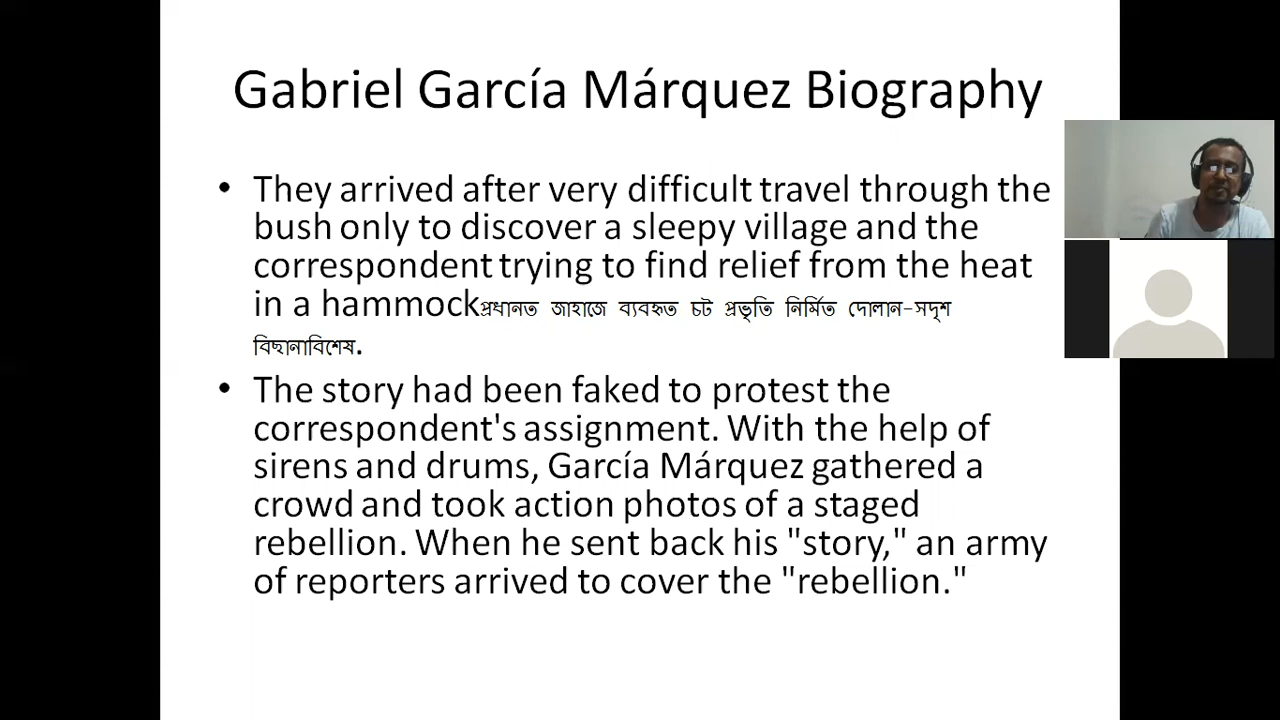 Gabriel García Márquez Biography
• They arrived after very difficult travel through the
bush only to discover a sleepy village and the
correspondent trying to find relief from the heat
in a hammockপ্রধানত জাহাজে ব্যবহৃত চট প্রভৃতি নির্মিত দোলান-সদৃশ
বিছানাবিশেষ.
• The story had been faked to protest the
correspondent's assignment. With the help of
sirens and drums, García Márquez gathered a
crowd and took action photos of a staged
rebellion. When he sent back his "story," an army
of reporters arrived to cover the "rebellion."